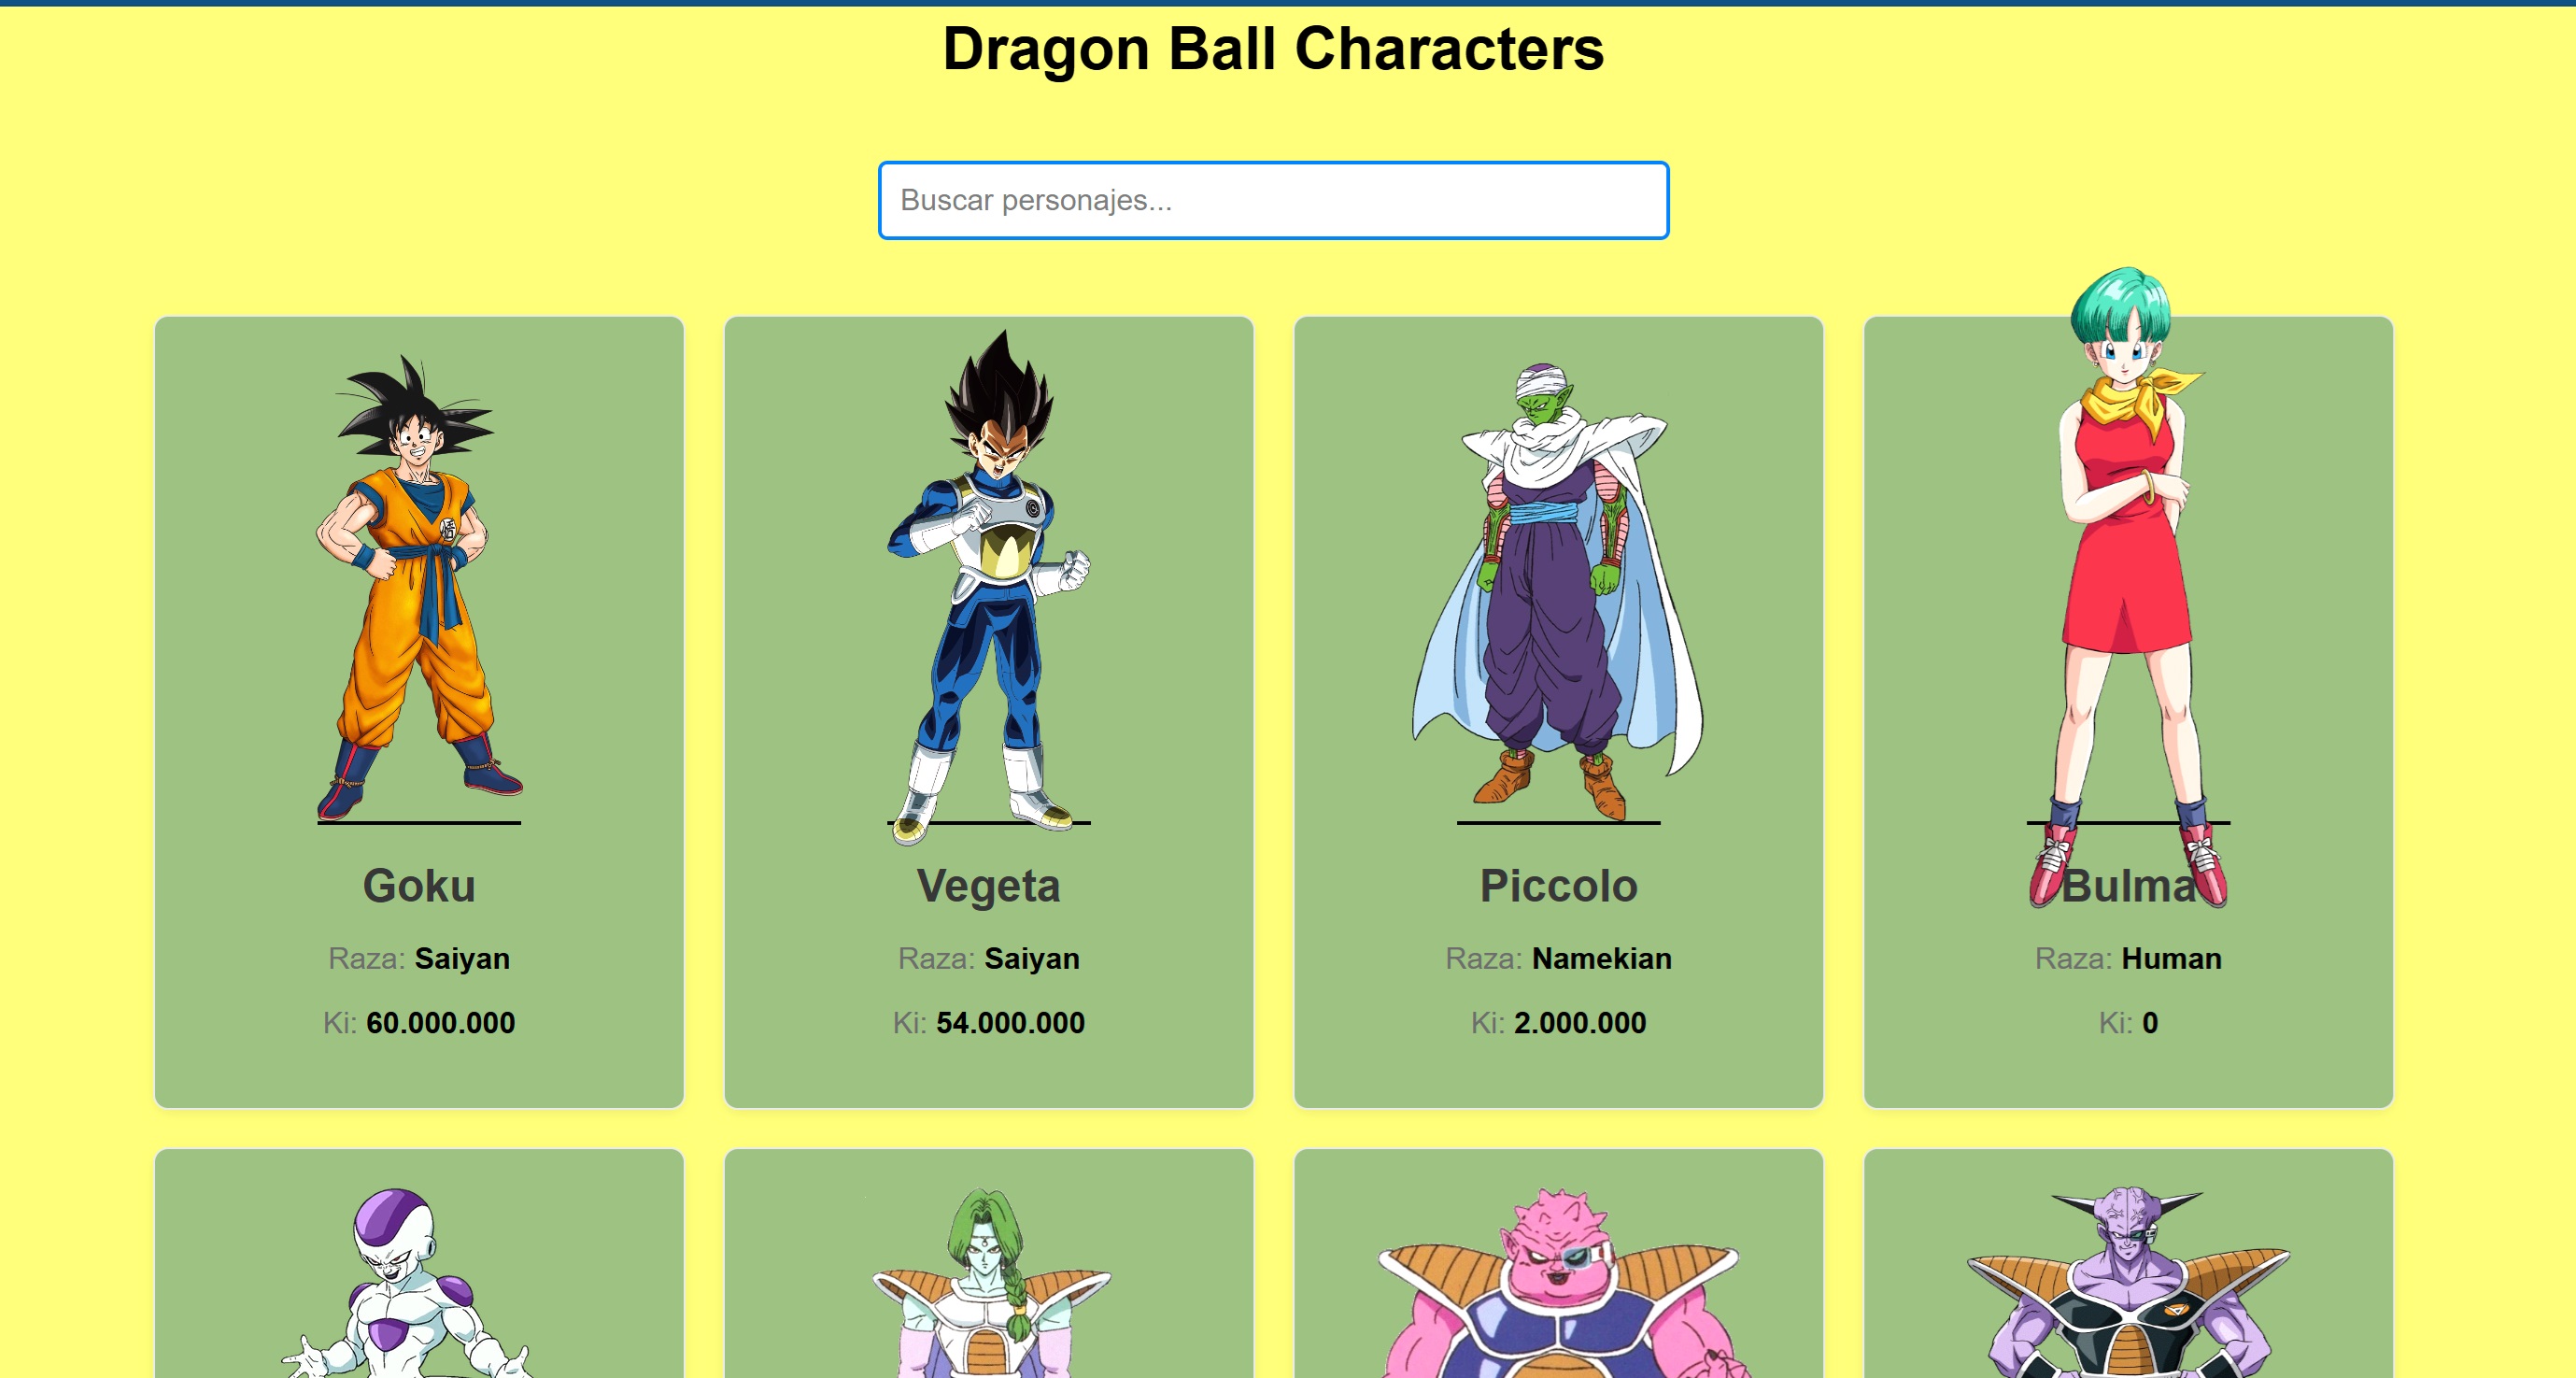 Dragon Ball Characters
Buscar personajes...
Goku
Raza: Saiyan
Ki: 60.000.000
Vegeta
Raza: Saiyan
Ki: 54.000.000
Piccolo
Raza: Namekian
Ki: 2.000.000
Bulma
Raza: Human
Ki: 0